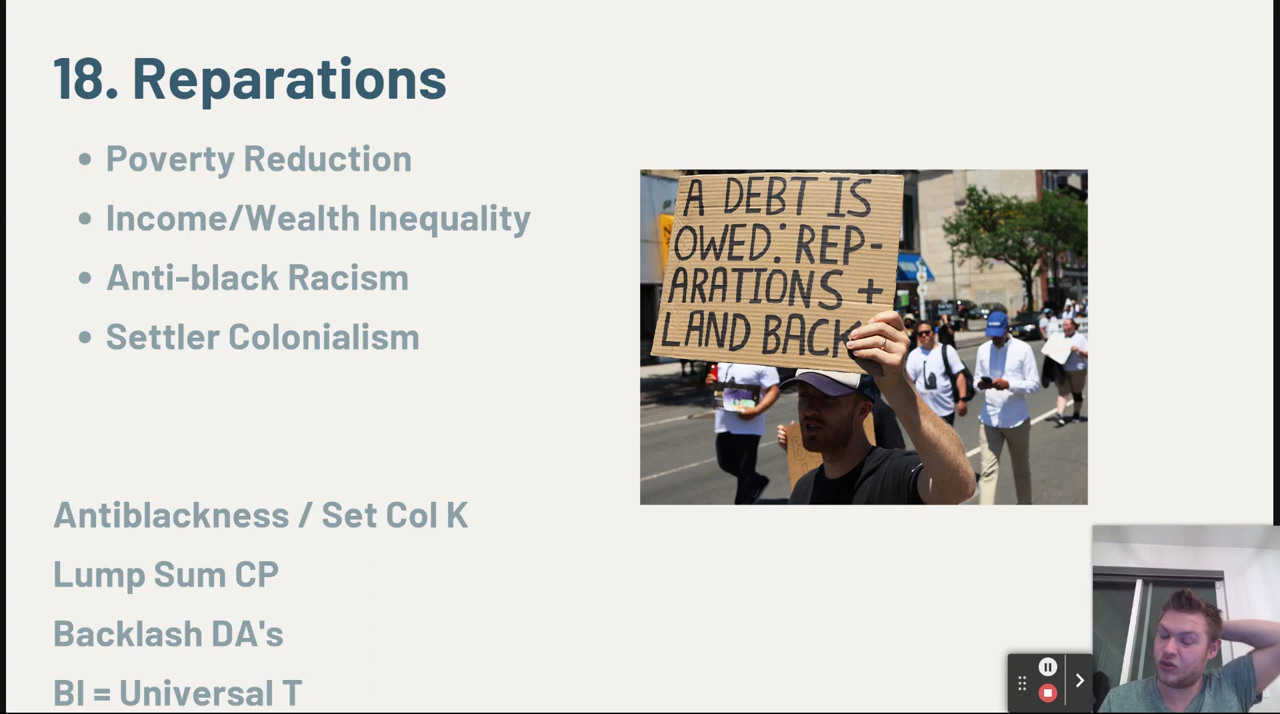 18. Reparations
Poverty Reduction
Income/Wealth Inequality
Anti-black Racism
Settler Colonialism
A DEBT IS
OWED: REP-
ARATIONS +
LAND BACK
Antiblackness / Set Col K
Lump Sum CP
Backlash DA's
BI = Universal T